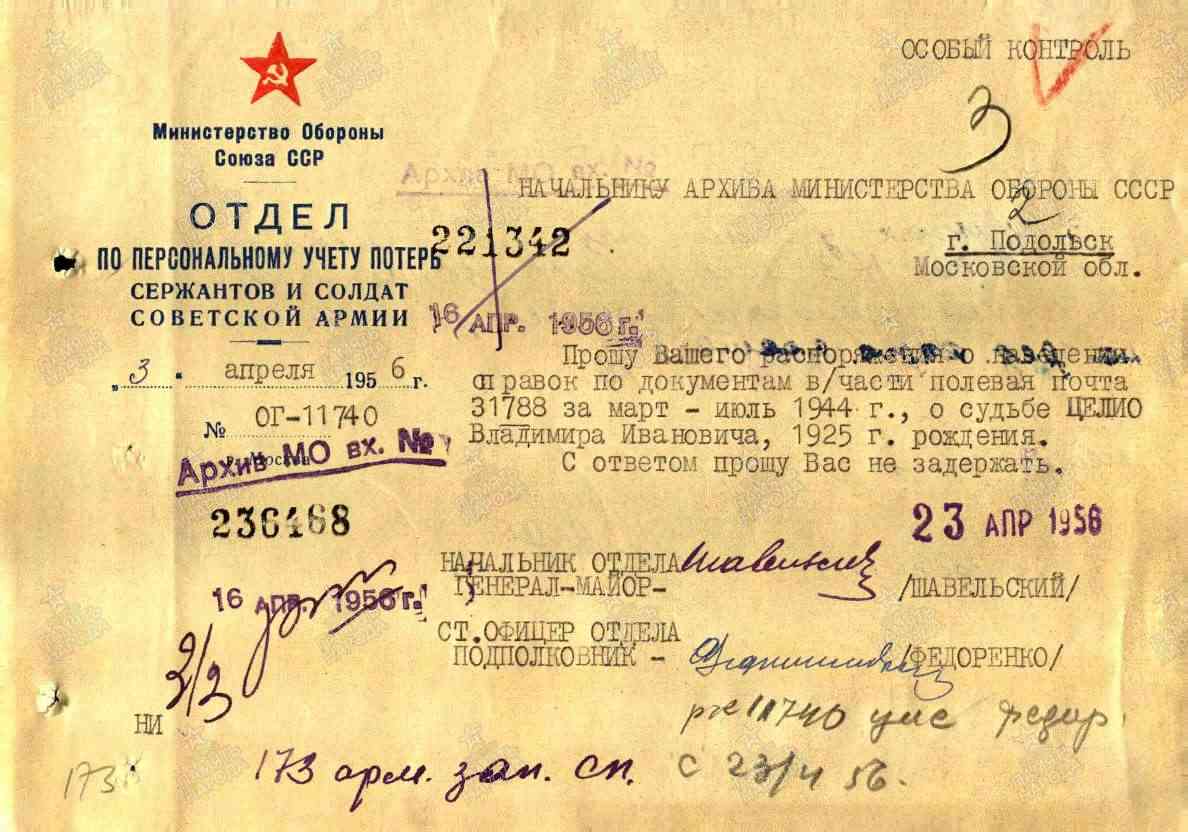 ОСОБЫЙ КОНТРОЛЬ
3
Министерство Обороны
Союза ССР
ОТДЕЛ
ПО ПЕРСОНАЛЬНОМУ УЧЕТУ ПОТЕРЬ
СЕРЖАНТОВ И СОЛДАТ
СОВЕТСКОЙ АРМИИ
„3“ апреля 1956 г.
№ ОГ-11740
г. Москва
Архив МО вх. №
236468
16 АПР. 1956 г.
НАЧАЛЬНИКУ АРХИВА МИНИСТЕРСТВА ОБОРОНЫ СССР
2
г. Подольск
Московской обл.
221342
16 АПР. 1956 г.
Прошу Вашего распоряжения о наведении
справок по документам в/части полевая почта
31788 за март - июль 1944 г., о судьбе ЦЕЛИО
Владимира Ивановича, 1925 г. рождения.
С ответом прошу Вас не задержать.
23 АПР 1956
НАЧАЛЬНИК ОТДЕЛА
ГЕНЕРАЛ-МАЙОР- /ШАВЕЛЬСКИЙ/
СТ.ОФИЦЕР ОТДЕЛА
ПОДПОЛКОВНИК - /ФЕДОРЕНКО/
2/3
НИ
11740
173 арм. зап. сп. с 23/4 56.
173